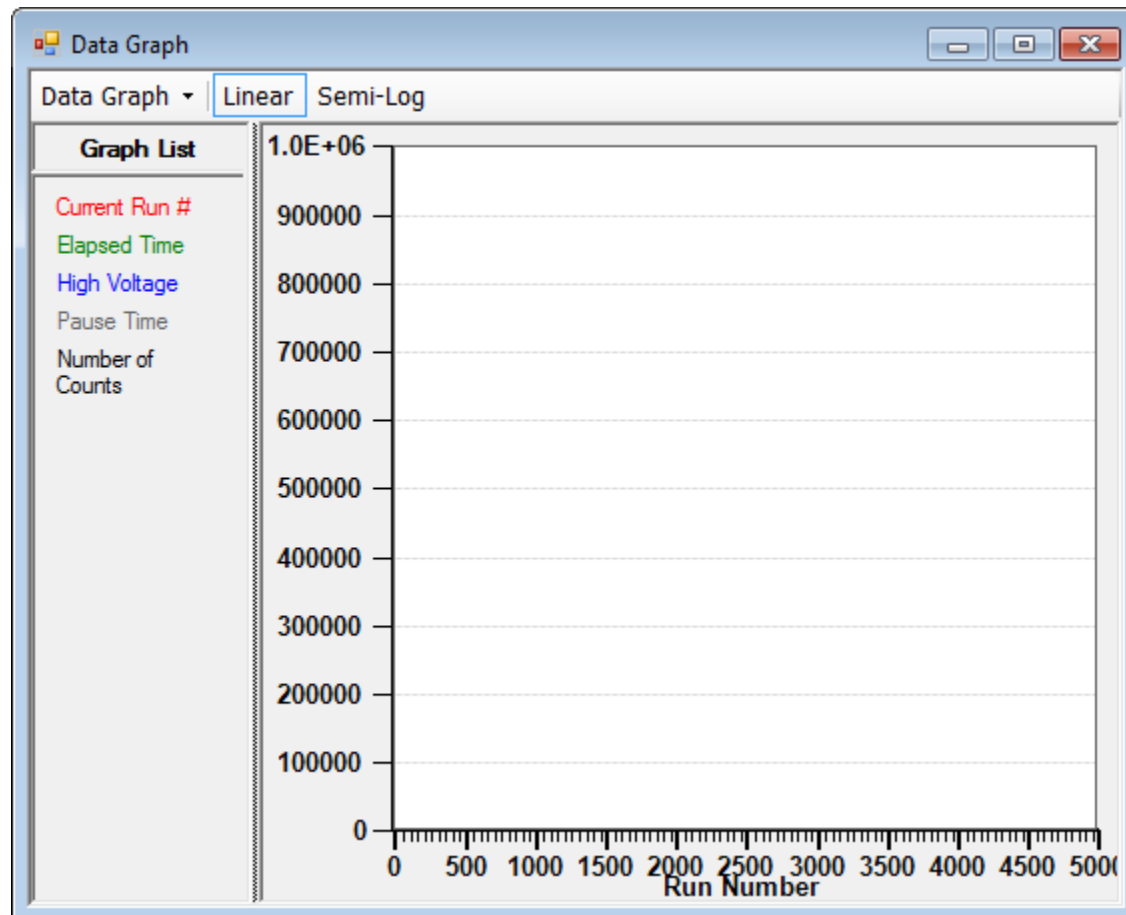 Data Graph
Data Graph Linear Semi-Log
Graph List
Current Run #
Elapsed Time
High Voltage
Pause Time
Number of
Counts
1.0E+06
900000
800000
700000
600000
500000
400000
300000
200000
100000
0
0 500 1000 1500 2000 2500 3000 3500 4000 4500 5000
Run Number